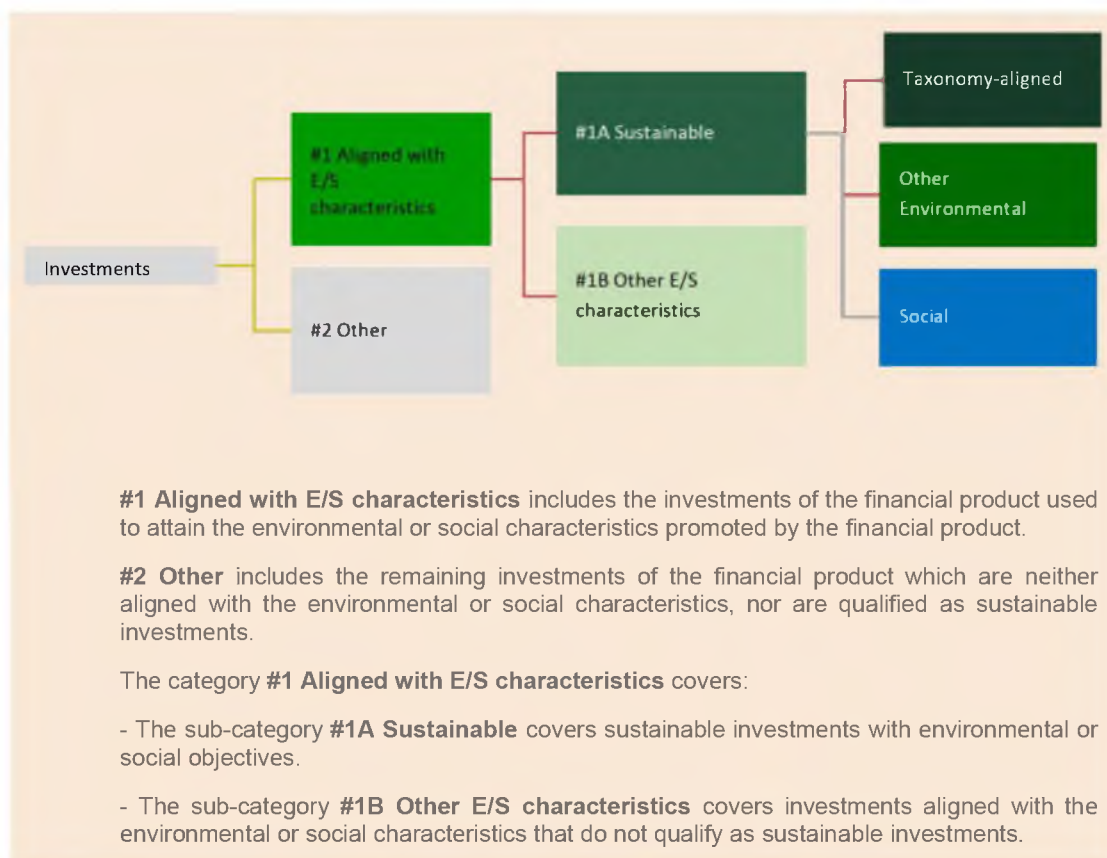 Investments
#1 Aligned with
E/S
characteristics
#2 Other
#1A Sustainable
#1B Other E/S
characteristics
Taxonomy-aligned
Other
Environmental
Social
#1 Aligned with E/S characteristics includes the investments of the financial product used
to attain the environmental or social characteristics promoted by the financial product.
#2 Other includes the remaining investments of the financial product which are neither
aligned with the environmental or social characteristics, nor are qualified as sustainable
investments.
The category #1 Aligned with E/S characteristics covers:
- The sub-category #1A Sustainable covers sustainable investments with environmental or
social objectives.
- The sub-category #1B Other E/S characteristics covers investments aligned with the
environmental or social characteristics that do not qualify as sustainable investments.